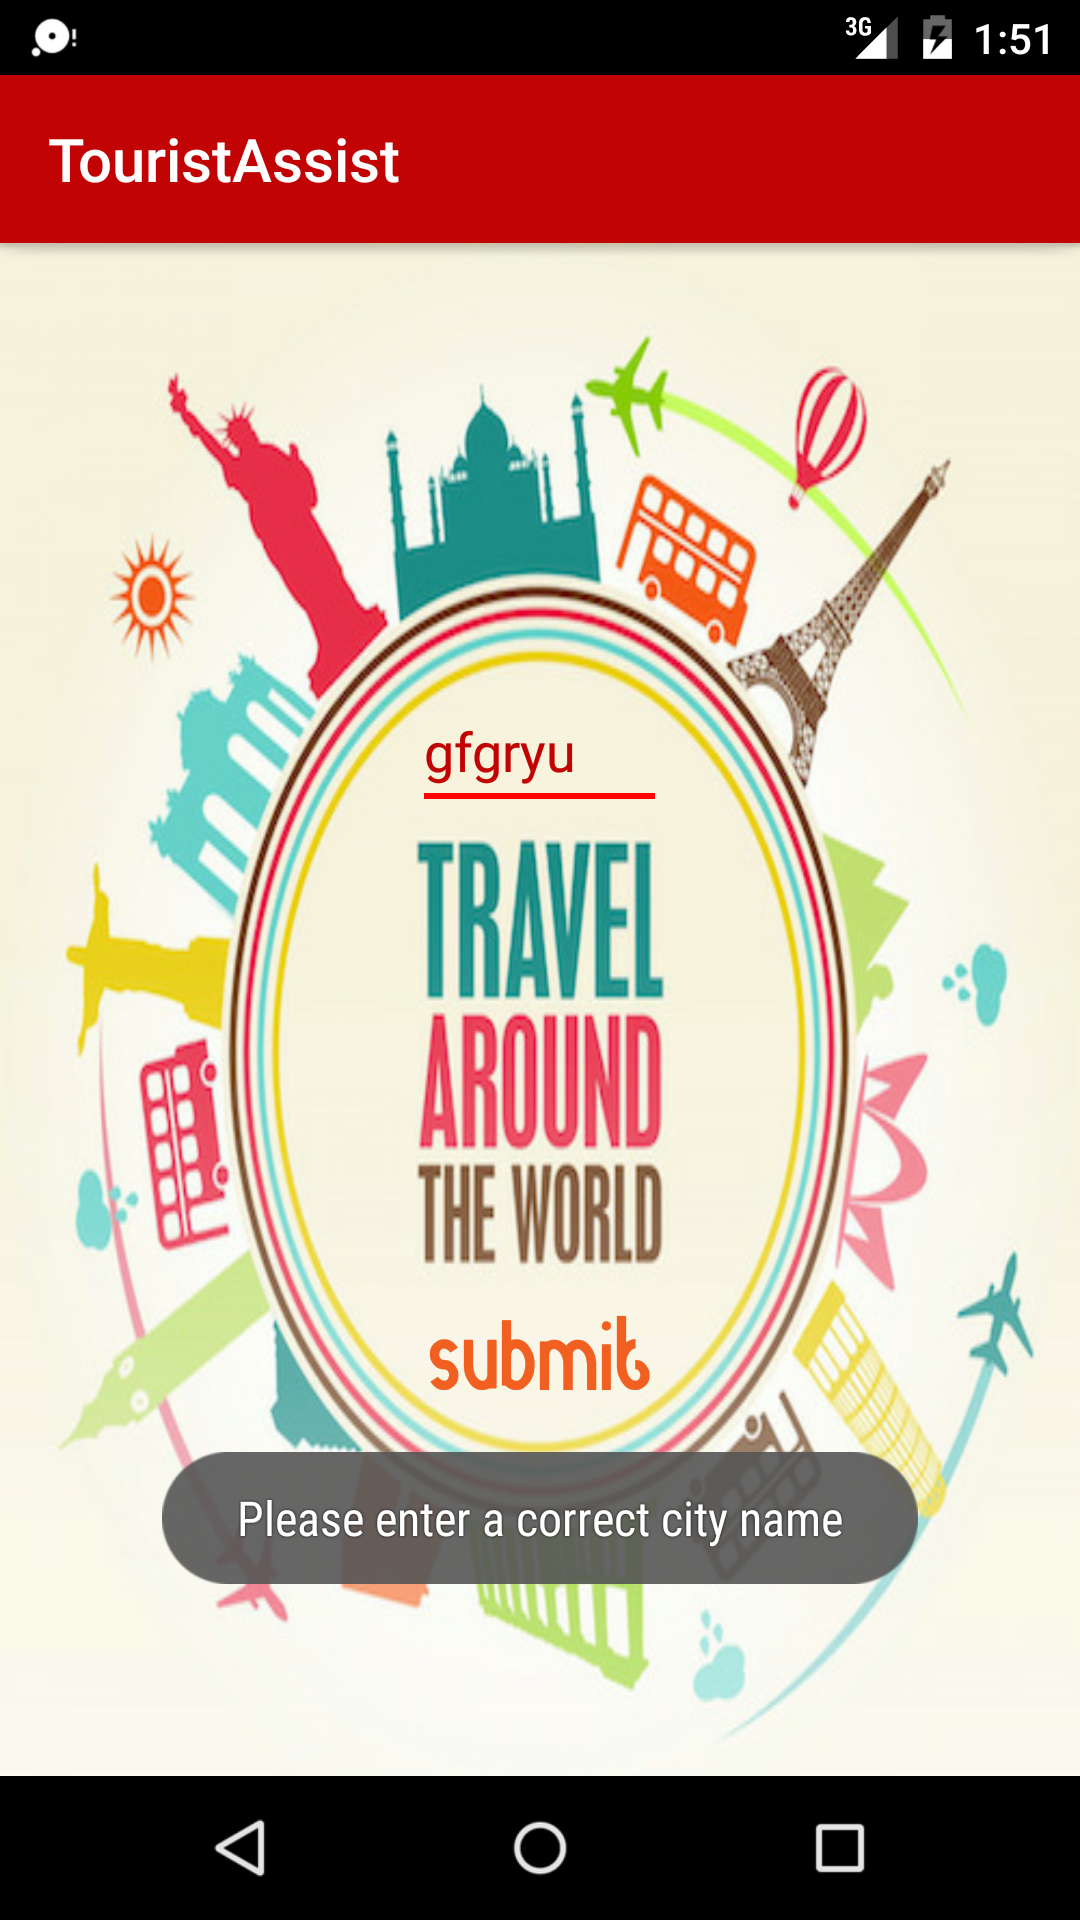 3G 1:51
TouristAssist
gfgryu
TRAVEL
AROUND
THE WORLD
submit
Please enter a correct city name